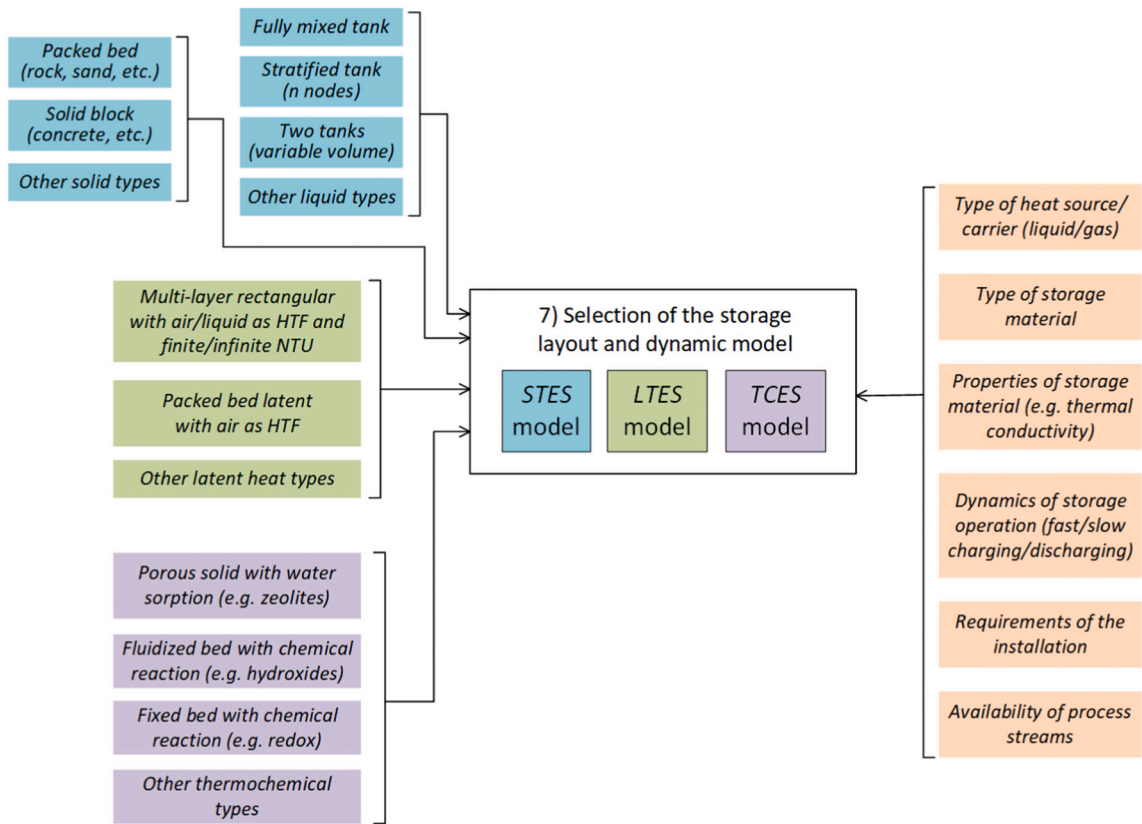 Packed bed
(rock, sand, etc.)
Solid block
(concrete, etc.)
Other solid types
Fully mixed tank
Stratified tank
(n nodes)
Two tanks
(variable volume)
Other liquid types
Multi-layer rectangular
with air/liquid as HTF and
finite/infinite NTU
Packed bed latent
with air as HTF
Other latent heat types
Porous solid with water
sorption (e.g. zeolites)
Fluidized bed with chemical
reaction (e.g. hydroxides)
Fixed bed with chemical
reaction (e.g. redox)
Other thermochemical
types
7) Selection of the storage
layout and dynamic model
STES
model
LTES
model
TCES
model
Type of heat source/
carrier (liquid/gas)
Type of storage
material
Properties of storage
material (e.g. thermal
conductivity)
Dynamics of storage
operation (fast/slow
charging/discharging)
Requirements of the
installation
Availability of process
streams